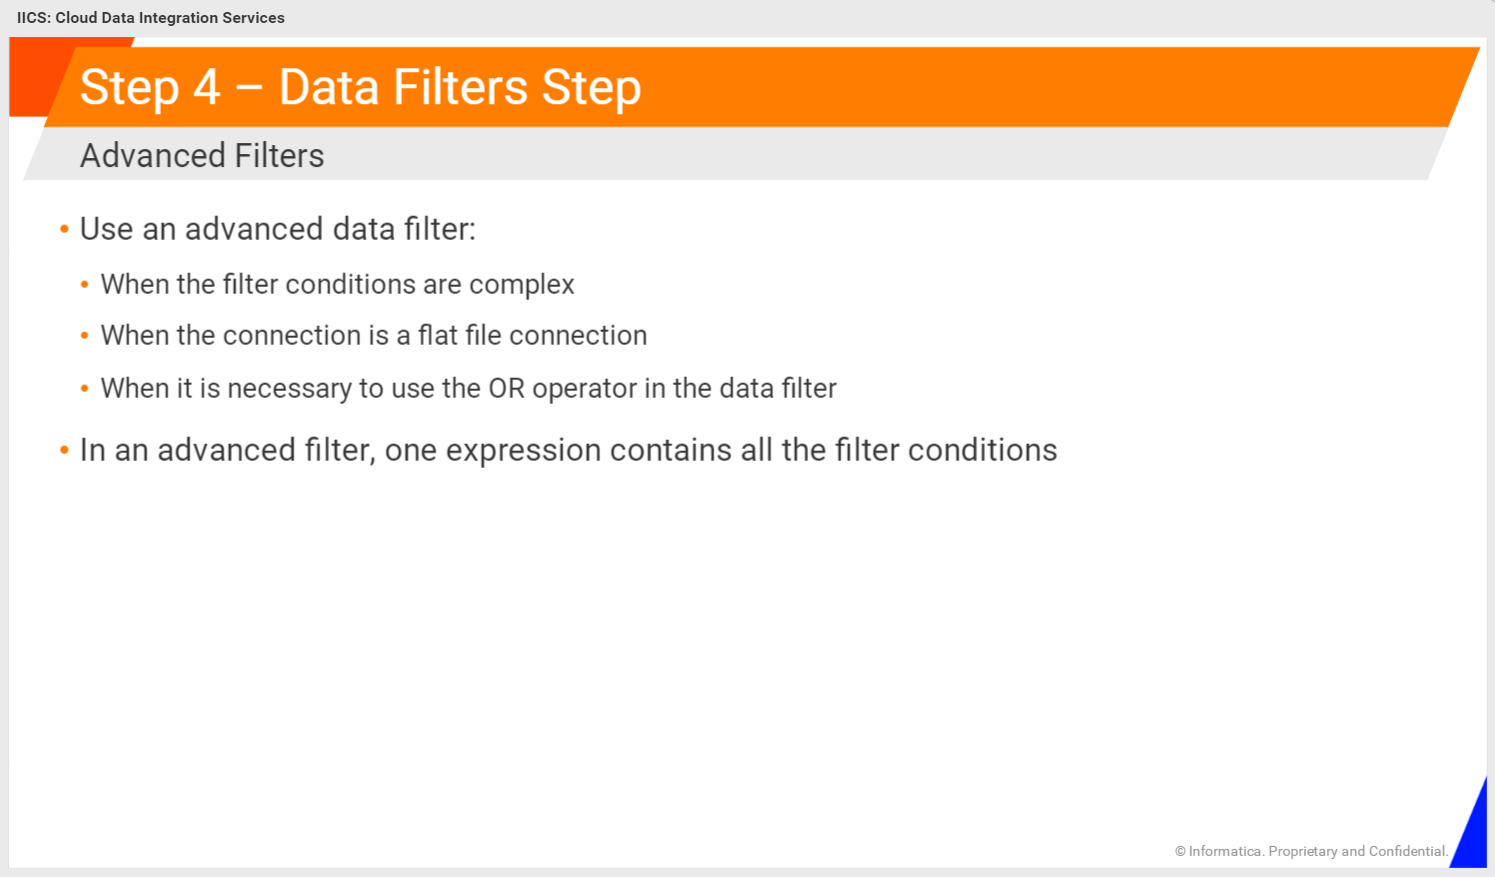 IICS: Cloud Data Integration Services
Step 4 – Data Filters Step
Advanced Filters
• Use an advanced data filter:
• When the filter conditions are complex
• When the connection is a flat file connection
• When it is necessary to use the OR operator in the data filter
• In an advanced filter, one expression contains all the filter conditions
© Informatica. Proprietary and Confidential.